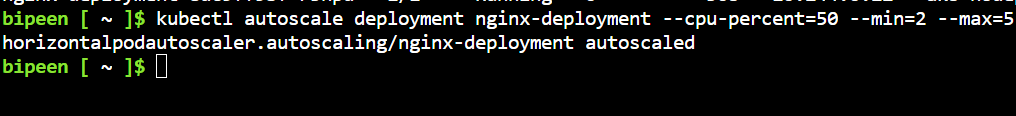 bipeen [ ~ ]$ kubectl autoscale deployment nginx-deployment --cpu-percent=50 --min=2 --max=5
horizontalpodautoscaler.autoscaling/nginx-deployment autoscaled
bipeen [ ~ ]$